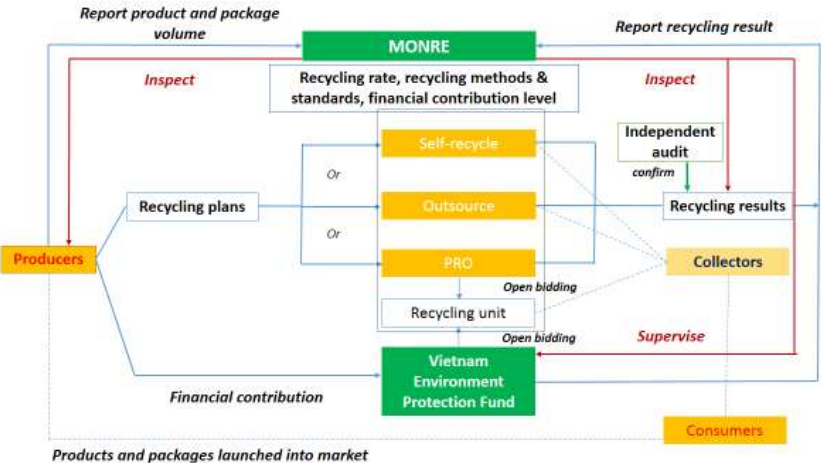 Report product and package
volume
Report recycling result
MONRE
Inspect
Inspect
Recycling rate, recycling methods &
standards, financial contribution level
Self-recycle
Independent
audit
confirm
Or
Recycling plans
Outsource
Recycling results
Or
Producers
PRO
Collectors
Open bidding
Recycling unit
Open bidding
Supervise
Vietnam
Environment
Protection Fund
Financial contribution
Consumers
Products and packages launched into market